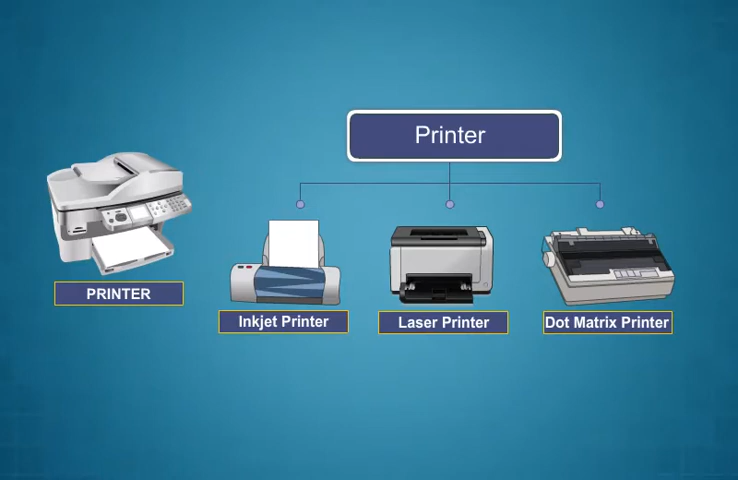 Printer
PRINTER
Inkjet Printer
Laser Printer
Dot Matrix Printer